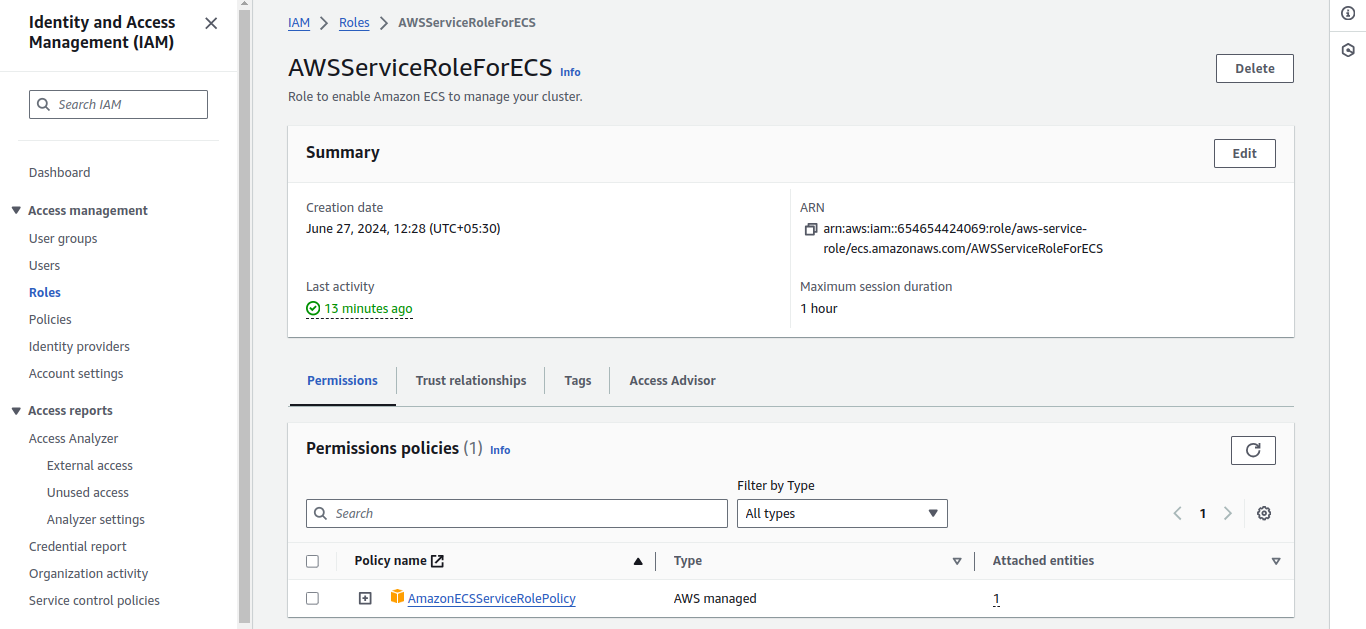 Identity and Access
Management (IAM)
Search IAM
Dashboard
Access management
User groups
Users
Roles
Policies
Identity providers
Account settings
Access reports
Access Analyzer
External access
Unused access
Analyzer settings
Credential report
Organization activity
Service control policies
IAM > Roles > AWSServiceRoleForECS
AWSServiceRoleForECS Info
Delete
Role to enable Amazon ECS to manage your cluster.
Summary
Edit
Creation date
June 27, 2024, 12:28 (UTC+05:30)
ARN
arn:aws:iam::654654424069:role/aws-service-
role/ecs.amazonaws.com/AWSServiceRoleForECS
Last activity
13 minutes ago
Maximum session duration
1 hour
Permissions Trust relationships Tags Access Advisor
Permissions policies (1) Info
Filter by Type
Search
All types
1
Policy name Type Attached entities
AmazonECSServiceRolePolicy AWS managed 1